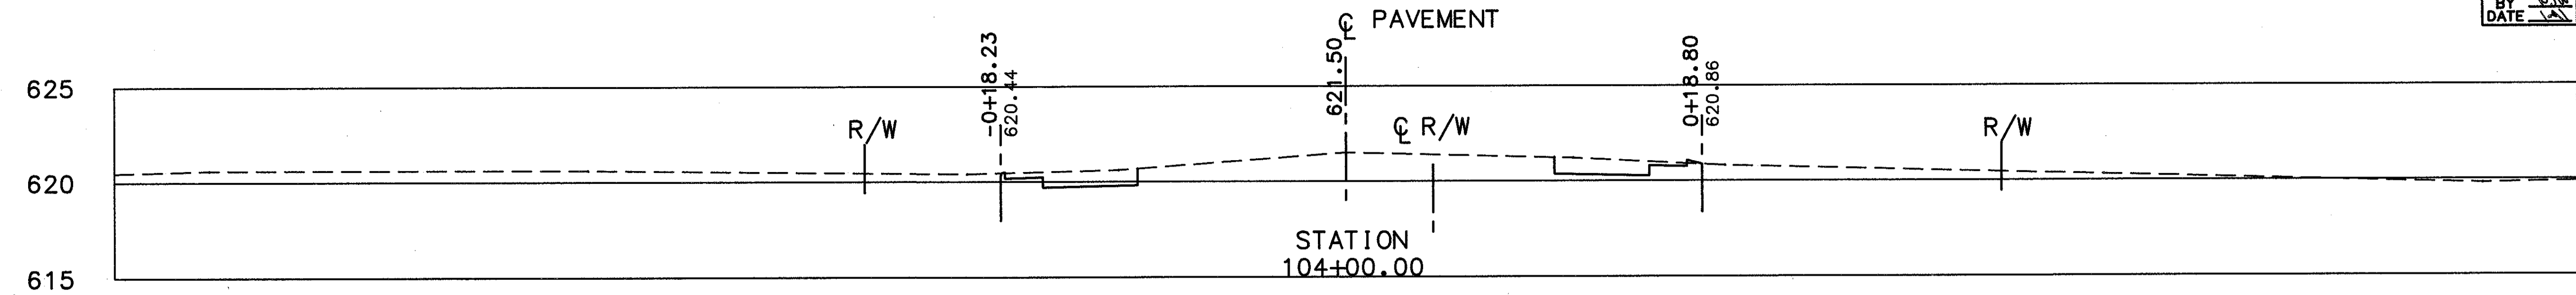 BY
DATE
℄ PAVEMENT
-0+18.23
620.44
621.50
0+18.80
620.86
625
R/W
℄ R/W
R/W
620
STATION
104+00.00
615